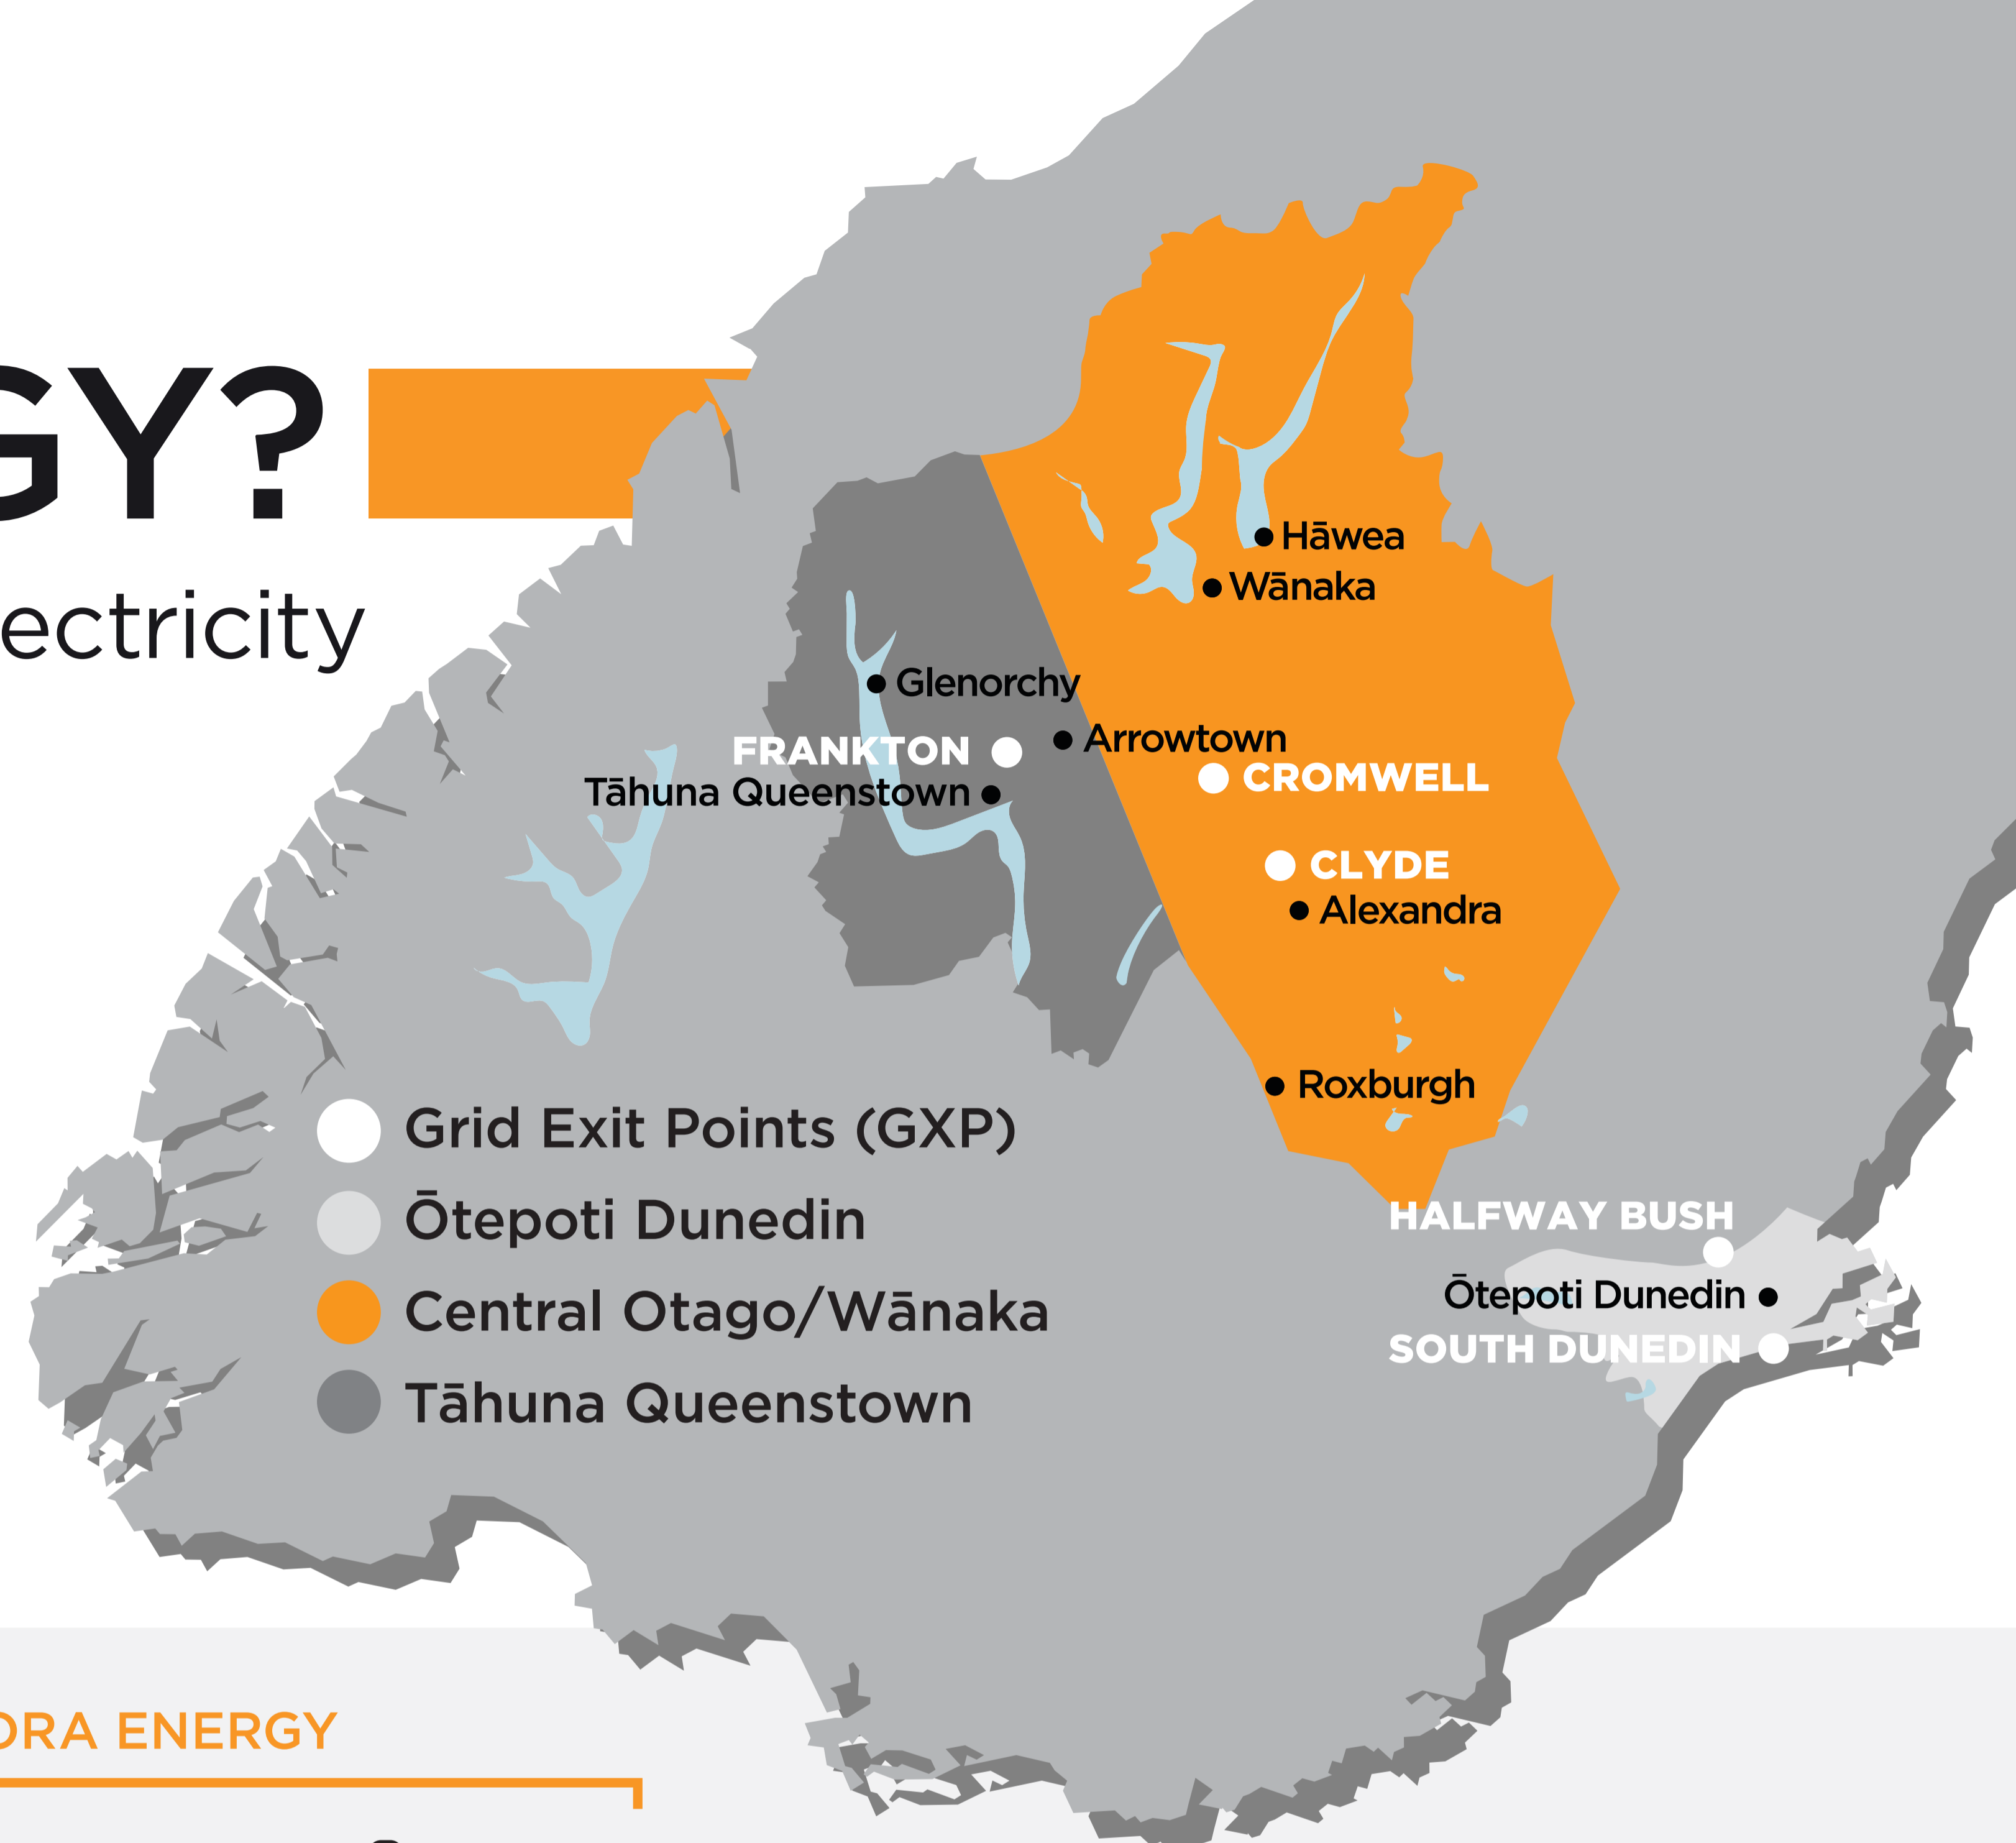 GY?
ectricity
Hāwea
Wānaka
Glenorchy
Arrowtown
FRANKTON
CROMWELL
Tāhuna Queenstown
CLYDE
Alexandra
Roxburgh
Grid Exit Points (GXP)
Ōtepoti Dunedin
Central Otago/Wānaka
Tāhuna Queenstown
HALFWAY BUSH
Ōtepoti Dunedin
SOUTH DUNEDIN
ORA ENERGY